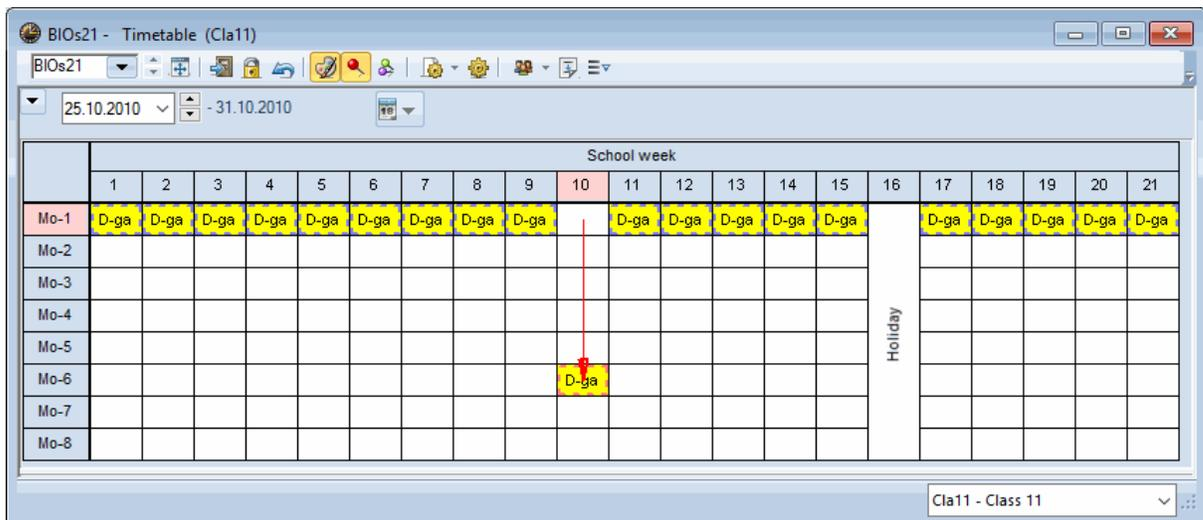 BIOs21 - Timetable (Cla11)
BIOs21
25.10.2010 - 31.10.2010
School week
1 2 3 4 5 6 7 8 9 10 11 12 13 14 15 16 17 18 19 20 21
Mo-1 D-ga D-ga D-ga D-ga D-ga D-ga D-ga D-ga D-ga D-ga D-ga D-ga D-ga D-ga D-ga D-ga D-ga D-ga D-ga
Mo-2
Mo-3
Mo-4
Mo-5
Holiday
Mo-6 D-ga
Mo-7
Mo-8
Cla11 - Class 11